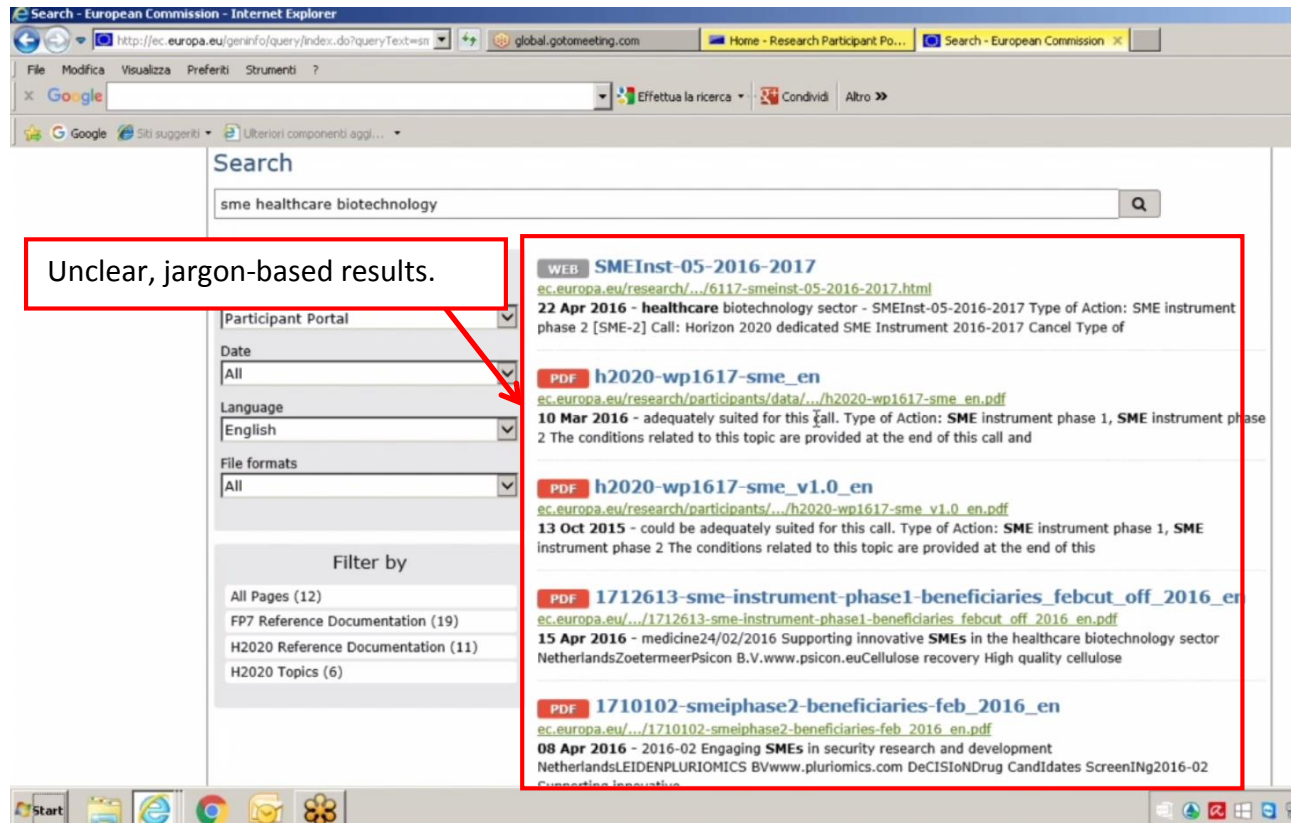 Search - European Commission - Internet Explorer
http://ec.europa.eu/geninfo/query/index.do?queryText=sm
global.gotomeeting.com
Home - Research Participant Po...
Search - European Commission
File Modifica Visualizza Preferiti Strumenti ?
x Google
Effettua la ricerca
Condividi
Altro »
Google
Siti suggeriti
Ulteriori componenti aggi...
Search
sme healthcare biotechnology
Unclear, jargon-based results.
Participant Portal
Date
All
Language
English
File formats
All
Filter by
All Pages (12)
FP7 Reference Documentation (19)
H2020 Reference Documentation (11)
H2020 Topics (6)
WEB SMEInst-05-2016-2017
ec.europa.eu/research/.../6117-smeinst-05-2016-2017.html
22 Apr 2016 - healthcare biotechnology sector - SMEInst-05-2016-2017 Type of Action: SME instrument
phase 2 [SME-2] Call: Horizon 2020 dedicated SME Instrument 2016-2017 Cancel Type of
PDF h2020-wp1617-sme_en
ec.europa.eu/research/participants/data/.../h2020-wp1617-sme_en.pdf
10 Mar 2016 - adequately suited for this call. Type of Action: SME instrument phase 1, SME instrument phase
2 The conditions related to this topic are provided at the end of this call and
PDF h2020-wp1617-sme_v1.0_en
ec.europa.eu/research/participants/.../h2020-wp1617-sme_v1.0_en.pdf
13 Oct 2015 - could be adequately suited for this call. Type of Action: SME instrument phase 1, SME
instrument phase 2 The conditions related to this topic are provided at the end of this
PDF 1712613-sme-instrument-phase1-beneficiaries_febcut_off_2016_en
ec.europa.eu/.../1712613-sme-instrument-phase1-beneficiaries_febcut_off_2016_en.pdf
15 Apr 2016 - medicine24/02/2016 Supporting innovative SMEs in the healthcare biotechnology sector
NetherlandsZoetermeerPsicon B.V.www.psicon.euCellulose recovery High quality cellulose
PDF 1710102-smeiphase2-beneficiaries-feb_2016_en
ec.europa.eu/.../1710102-smeiphase2-beneficiaries-feb_2016_en.pdf
08 Apr 2016 - 2016-02 Engaging SMEs in security research and development
NetherlandsLEIDENPLURIOMICS BVwww.pluriomics.com DeCISIoNDrug CandIdates ScreenINg2016-02
Supporting innovative
Start